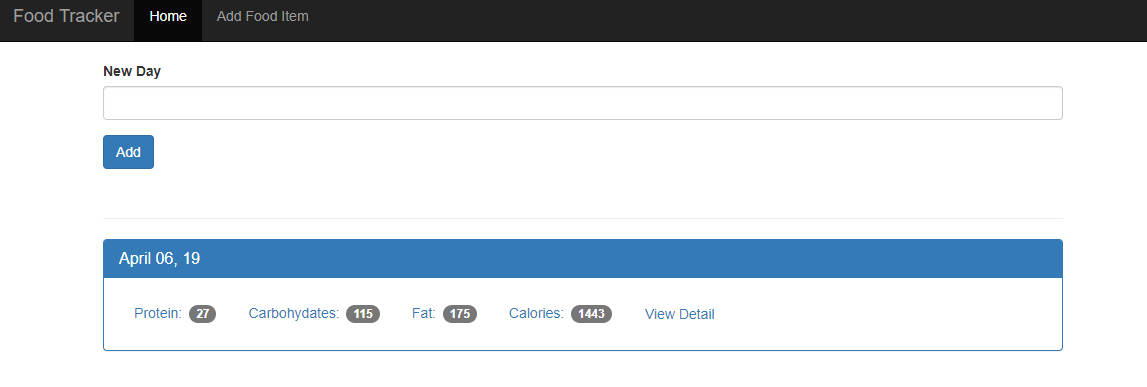 Food Tracker Home Add Food Item
New Day
Add
April 06, 19
Protein: 27 Carbohydates: 115 Fat: 175 Calories: 1443 View Detail